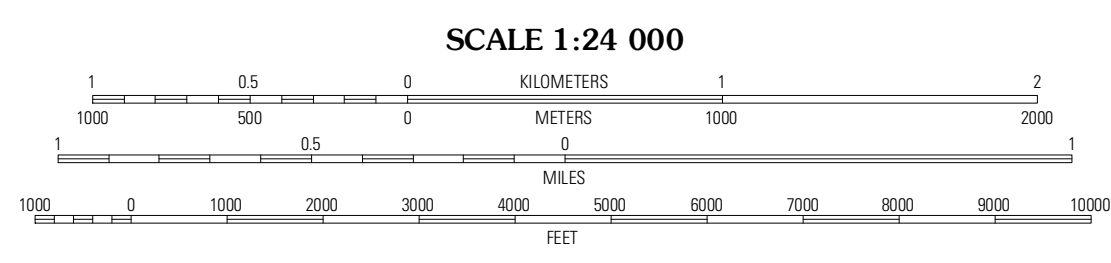 SCALE 1:24 000
1 0.5 0 KILOMETERS 1 2
1000 500 0 METERS 1000 2000
1 0.5 0 1
MILES
1000 0 1000 2000 3000 4000 5000 6000 7000 8000 9000 10000
FEET